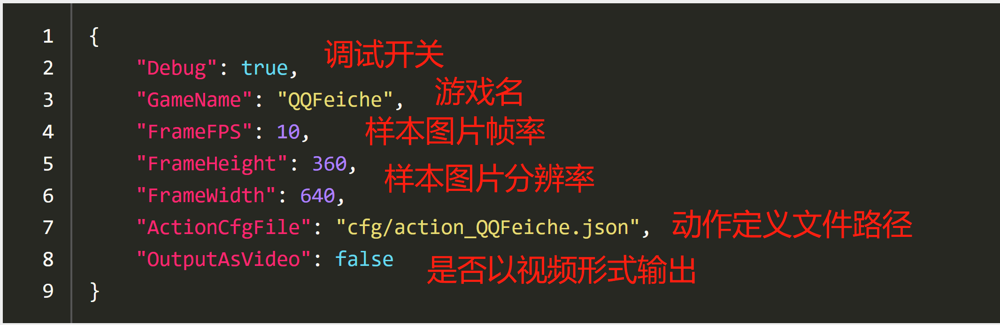 1 {
2 "Debug": true, 调试开关
3 "GameName": "QQFeiche", 游戏名
4 "FrameFPS": 10, 样本图片帧率
5 "FrameHeight": 360, 样本图片分辨率
6 "FrameWidth": 640,
7 "ActionCfgFile": "cfg/action_QQFeiche.json", 动作定义文件路径
8 "OutputAsVideo": false 是否以视频形式输出
9 }